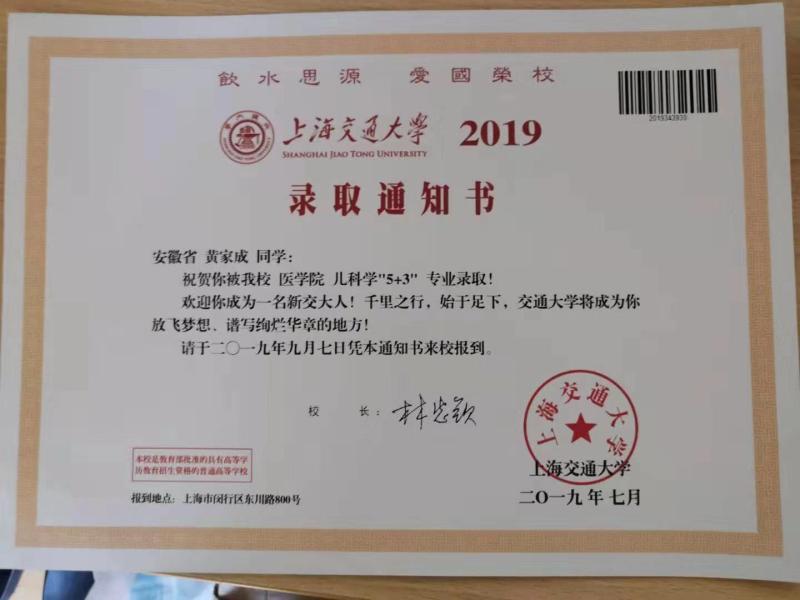 飲水思源 愛國榮校
2019343930
上海交通大學 2019
SHANGHAI JIAO TONG UNIVERSITY
录取通知书
安徽省 黄家成 同学：
祝贺你被我校 医学院 儿科学"5+3" 专业录取！
欢迎你成为一名新交大人！千里之行，始于足下，交通大学将成为你
放飞梦想、谱写绚烂华章的地方！
请于二〇一九年九月七日凭本通知书来校报到。
校 长： 林忠钦
上海交通大学
本校是教育部批准的具有高等学
历教育招生资格的普通高等学校
上海交通大学
二〇一九年七月
报到地点：上海市闵行区东川路800号